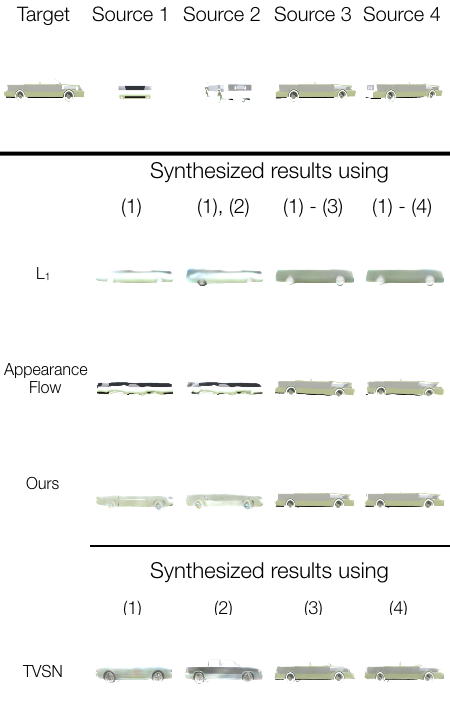 Target Source 1 Source 2 Source 3 Source 4
Synthesized results using
(1) (1), (2) (1) - (3) (1) - (4)
L₁
Appearance
Flow
Ours
Synthesized results using
(1) (2) (3) (4)
TVSN